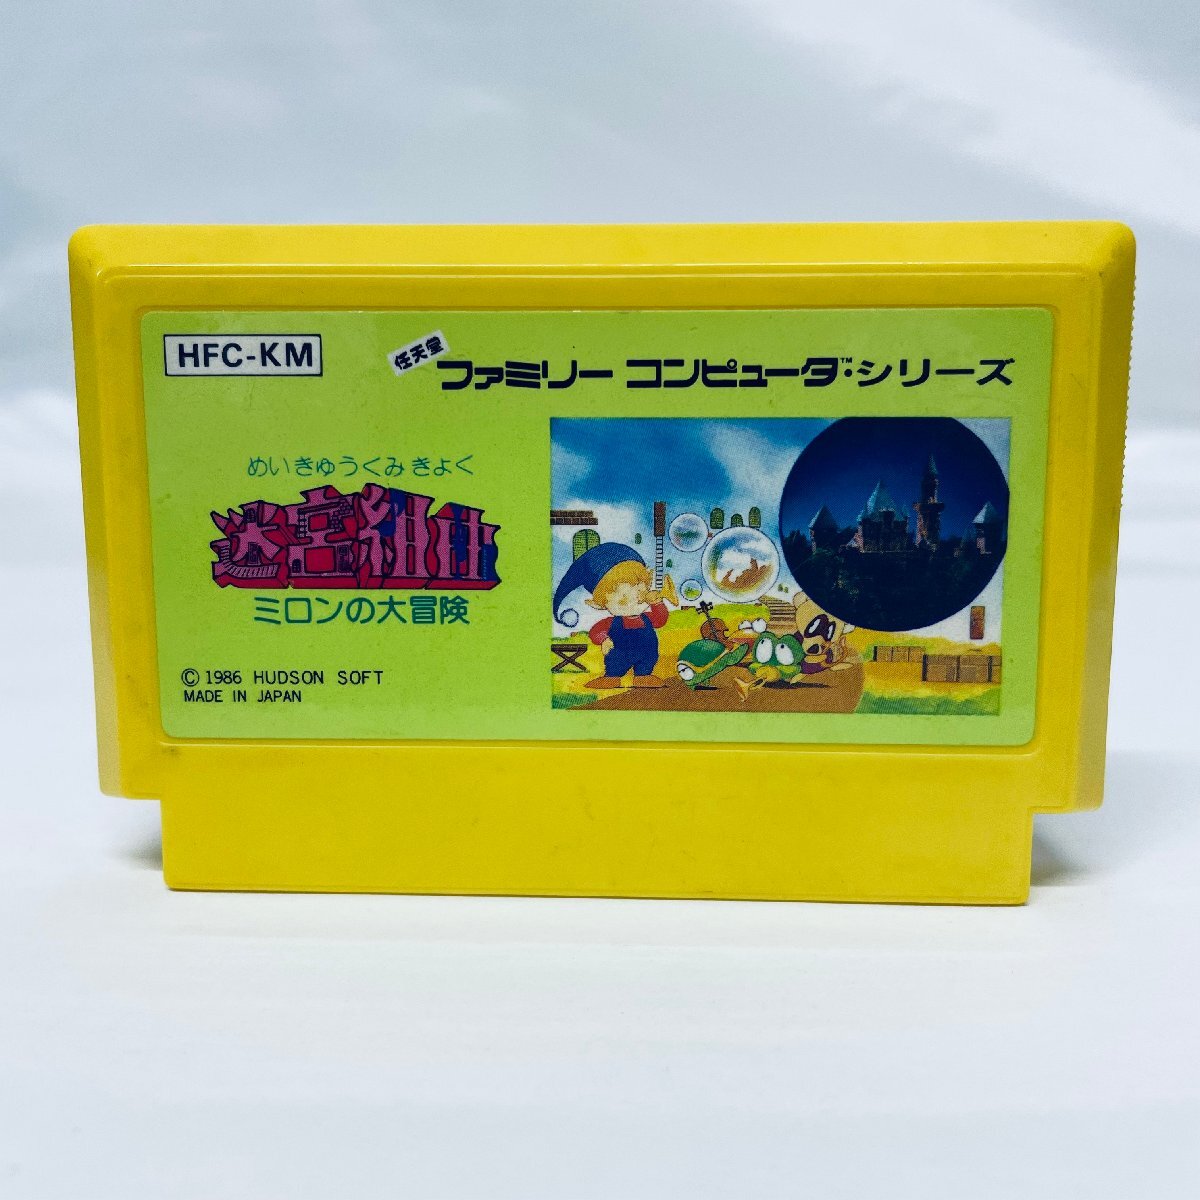 HFC-KM
任天堂
ファミリー コンピュータ™シリーズ
めいきゅうくみきょく
迷宮組曲
ミロンの大冒険
© 1986 HUDSON SOFT
MADE IN JAPAN